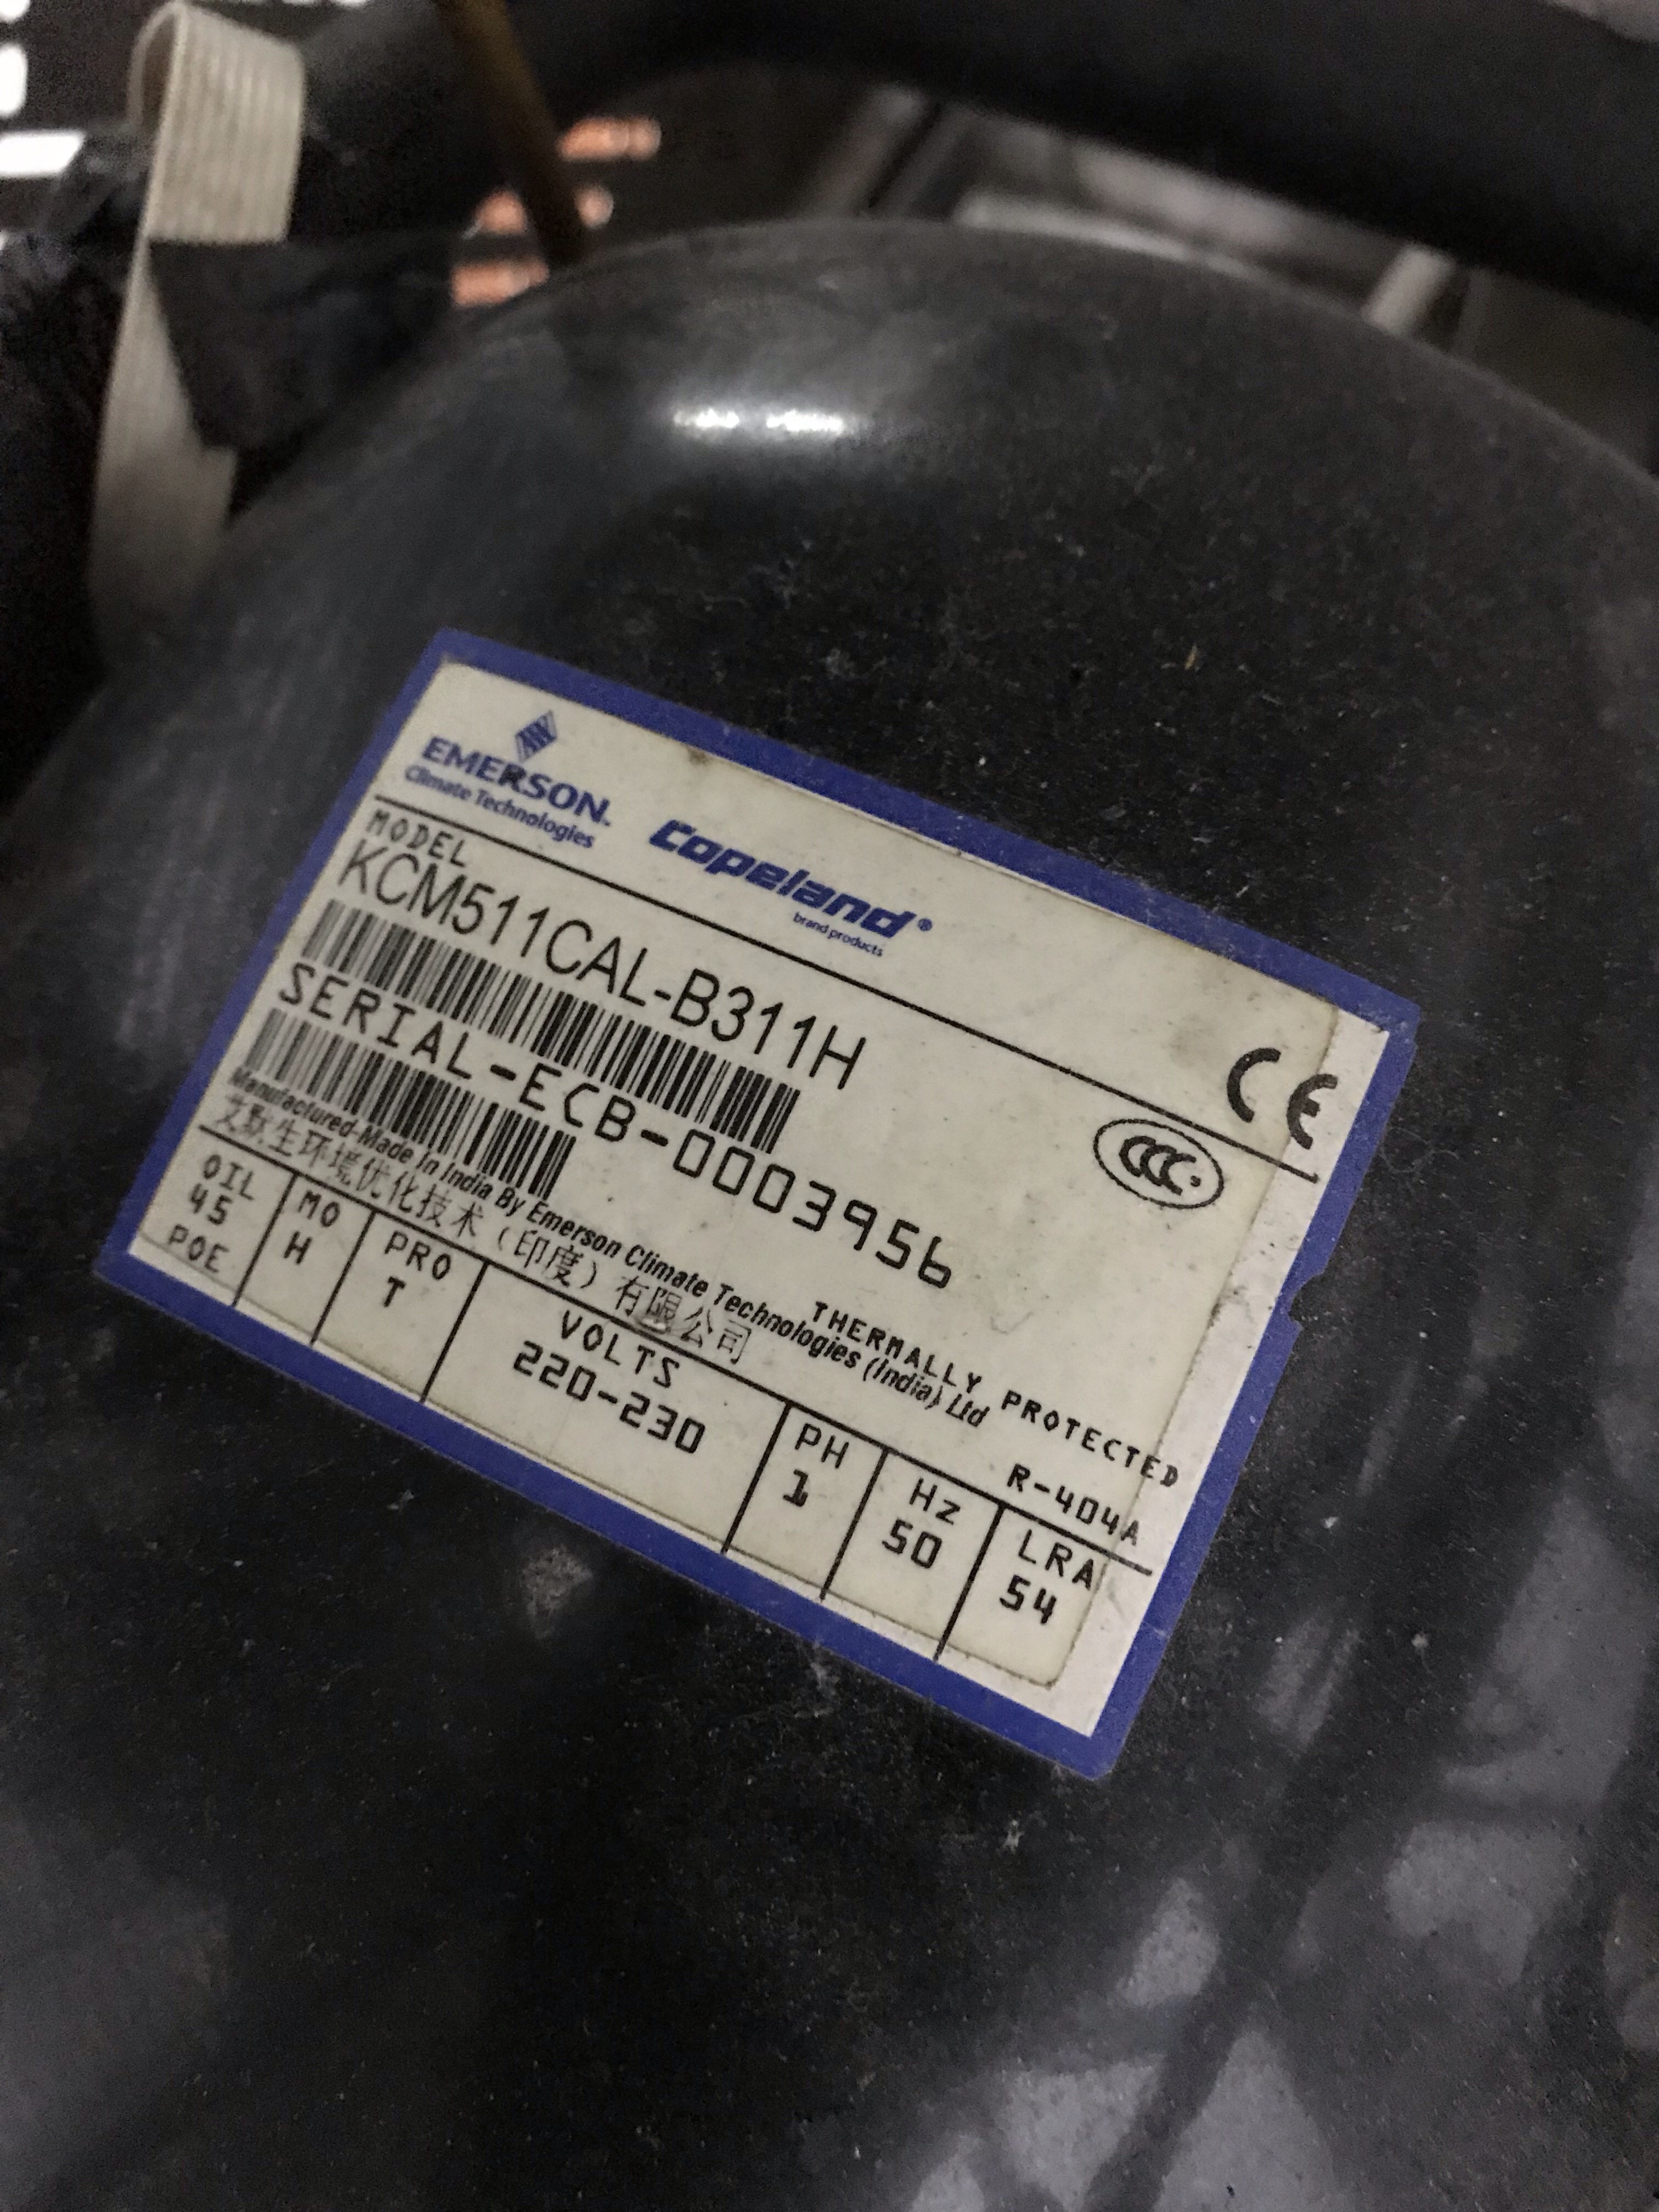 EMERSON.
Climate Technologies
Copeland®
brand products
CE
MODEL
KCM511CAL-B311H
CCC
SERIAL-ECB-0003956
THERMALLY PROTECTED
Manufactured-Made In India By Emerson Climate Technologies (India) Ltd
艾默生环境优化技术（印度）有限公司
R-404A
OIL MO PRO VOLTS PH Hz LRA
45 H T 220-230 1 50 54
POE